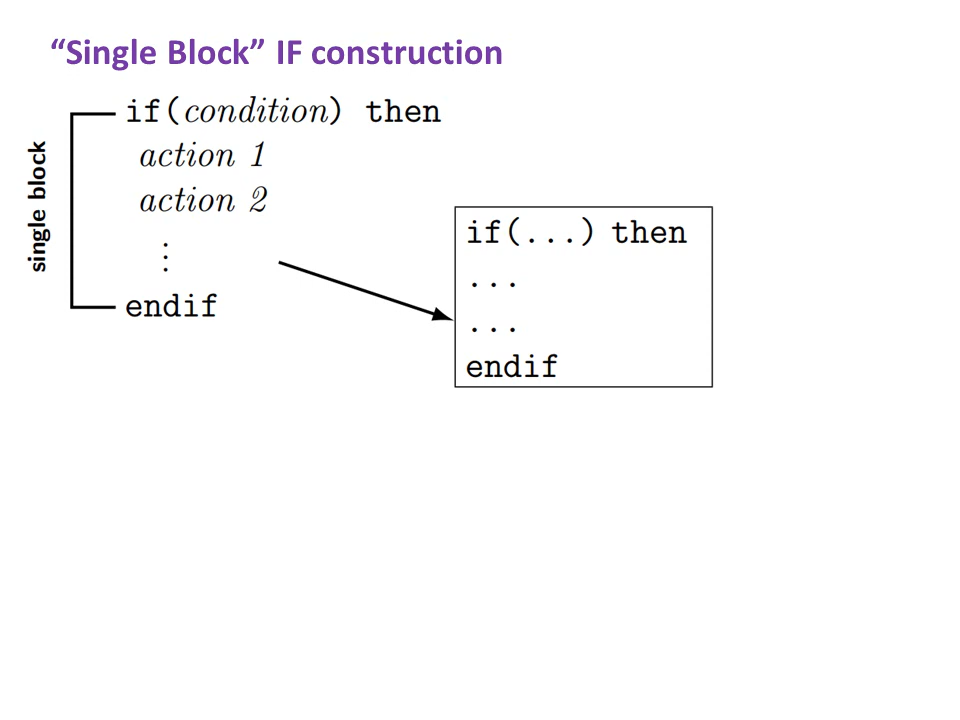 “Single Block” IF construction
single block
if(condition) then
action 1
action 2
⋮
endif
if(...) then
...
...
endif